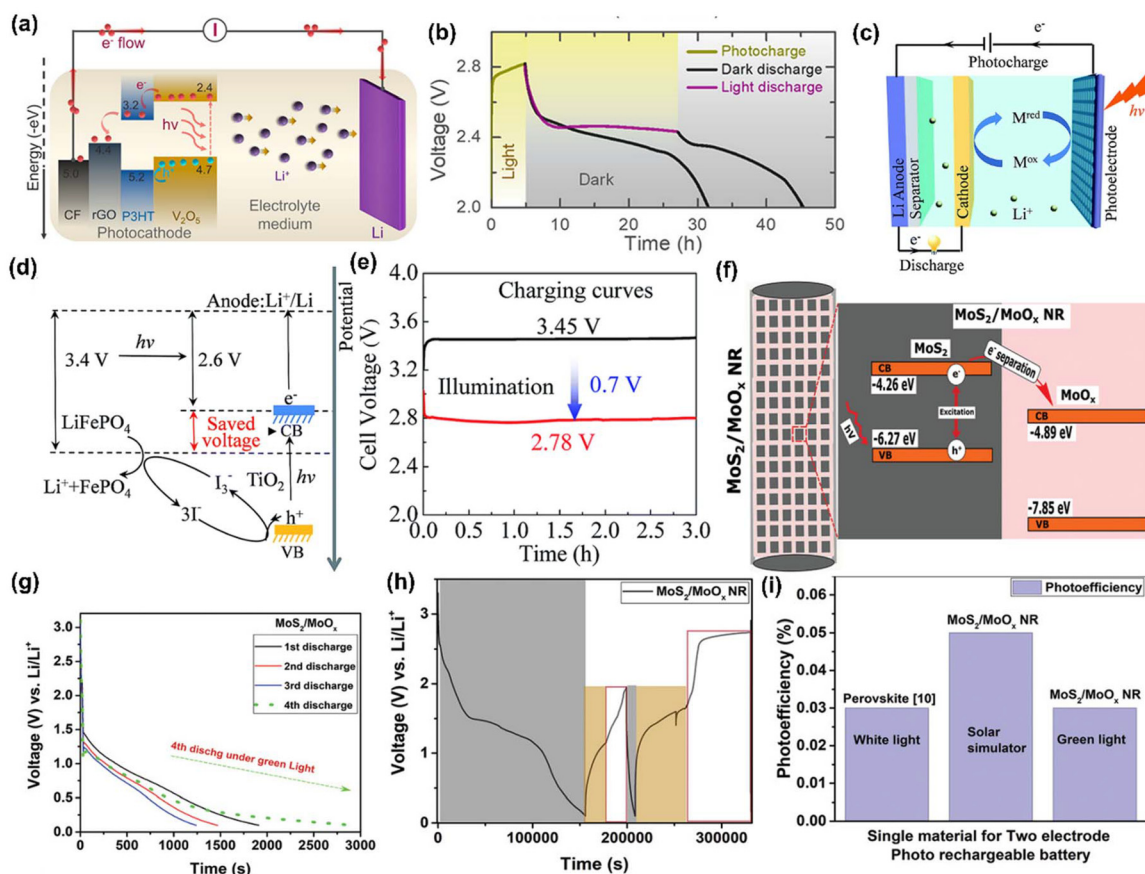 (a)
I
e⁻ flow
Energy (-eV)
2.4
e⁻
3.2
hν
4.4
5.0
5.2
h⁺
4.7
CF
rGO
P3HT
V₂O₅
Photocathode
Li⁺
Electrolyte
medium
Li
(b)
Voltage (V)
2.8
2.4
2.0
Photocharge
Dark discharge
Light discharge
Light
Dark
0
10
20
30
40
50
Time (h)
(c)
e⁻
e⁻
Photocharge
hν
Li Anode
Separator
Cathode
M^red
M^ox
Li⁺
Photoelectrode
e⁻
Discharge
(d)
Anode:Li⁺/Li
Potential
3.4 V
hν
2.6 V
e⁻
Saved
voltage
CB
LiFePO₄
hν
TiO₂
Li⁺+FePO₄
I₃⁻
3I⁻
h⁺
VB
(e)
Cell Voltage (V)
4.0
3.6
3.2
2.8
2.4
2.0
Charging curves
3.45 V
Illumination
0.7 V
2.78 V
0.0
0.5
1.0
1.5
2.0
2.5
3.0
Time (h)
(f)
MoS₂/MoOₓ NR
MoS₂/MoOₓ NR
MoS₂
CB
e⁻
-4.26 eV
e⁻ separation
MoOₓ
CB
-4.89 eV
Excitation
hν
-6.27 eV
VB
h⁺
-7.85 eV
VB
(g)
Voltage (V) vs. Li/Li⁺
3.0
2.5
2.0
1.5
1.0
0.5
0.0
MoS₂/MoOₓ
1st discharge
2nd discharge
3rd discharge
4th discharge
4th dischg under green Light
0
500
1000
1500
2000
2500
3000
Time (s)
(h)
Voltage (V) vs. Li/Li⁺
3
2
1
0
MoS₂/MoOₓ NR
0
100000
200000
300000
Time (s)
(i)
Photoefficiency (%)
0.06
0.05
0.04
0.03
0.02
0.01
0.00
Photoefficiency
MoS₂/MoOₓ NR
Perovskite [10]
MoS₂/MoOₓ NR
White light
Solar
simulator
Green light
Single material for Two electrode
Photo rechargeable battery